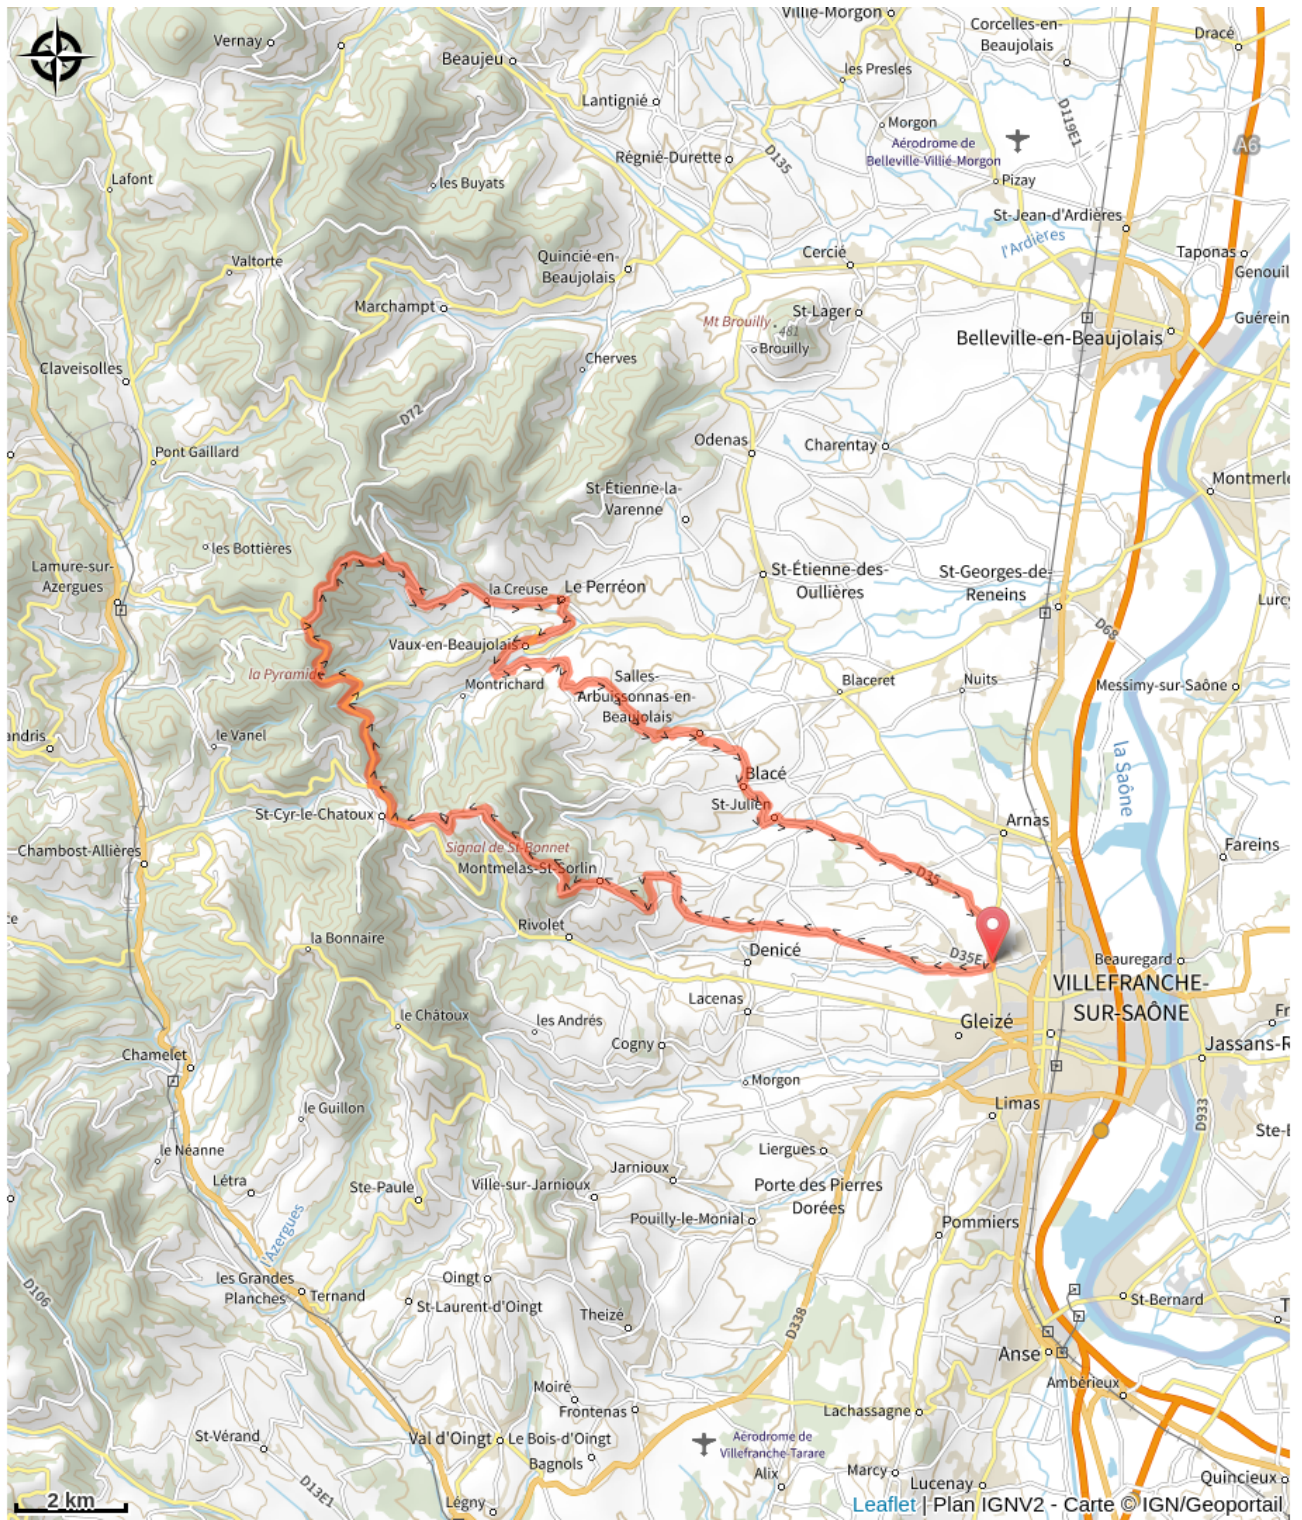 Villié-Morgon
Corcelles-en-
Beaujolais
Dracé
Vernay
Beaujeu
les Presles
Lantignié
D119E1
Morgon
Aérodrome de
Belleville-Villié-Morgon
A6
D135
Régnié-Durette
Lafont
les Buyats
Pizay
St-Jean-d'Ardières
l'Ardières
Taponas
Valtorte
Quincié-en-
Beaujolais
Cercié
Genouil
Marchampt
St-Lager
Mt Brouilly
481
Brouilly
Guérein
Belleville-en-Beaujolais
Cherves
Claveisolles
D72
Odenas
Charentay
Pont Gaillard
Montmerle
St-Étienne-la-
Varenne
les Bottières
Lamure-sur-
Azergues
la Creuse
Le Perréon
St-Étienne-des-
Oullières
St-Georges-de-
Reneins
Lurcy
D68
Vaux-en-Beaujolais
la Pyramid
Montrichard
Salles-
Arbuissonnas-en-
Beaujolais
Blaceret
Nuits
Messimy-sur-Saône
andris
le Vanel
la Saône
Blacé
St-Julien
St-Cyr-le-Chatoux
Arnas
Chambost-Allières
Signal de St-Bonnet
Montmelas-St-Sorlin
Fareins
D35
ce
Rivolet
la Bonnaire
Denicé
D35E
Beauregard
VILLEFRANCHE-
SUR-SAÔNE
Lacenas
le Châtoux
les Andrés
Gleizé
Fr
Cogny
Jassans-R
Chamelet
Morgon
le Guillon
Limas
D933
Ste-E
le Néanne
Liergues
Létra
Ste-Paule
Ville-sur-Jarnioux
Jarnioux
Porte des Pierres
Dorées
Pouilly-le-Monial
Pommiers
l'Azergues
D106
les Grandes
Planches
Ternand
Oingt
St-Laurent-d'Oingt
Theizé
D338
St-Bernard
T
Anse
Moiré
Frontenas
Ambérieux
Lachassagne
St-Vérand
Val d'Oingt
Le Bois-d'Oingt
Bagnols
Aérodrome de
Villefranche-Tarare
Alix
Marcy
Lucenay
Quincieux
D13E1
Légny
2 km
Leaflet | Plan IGNV2 - Carte © IGN/Geoportail